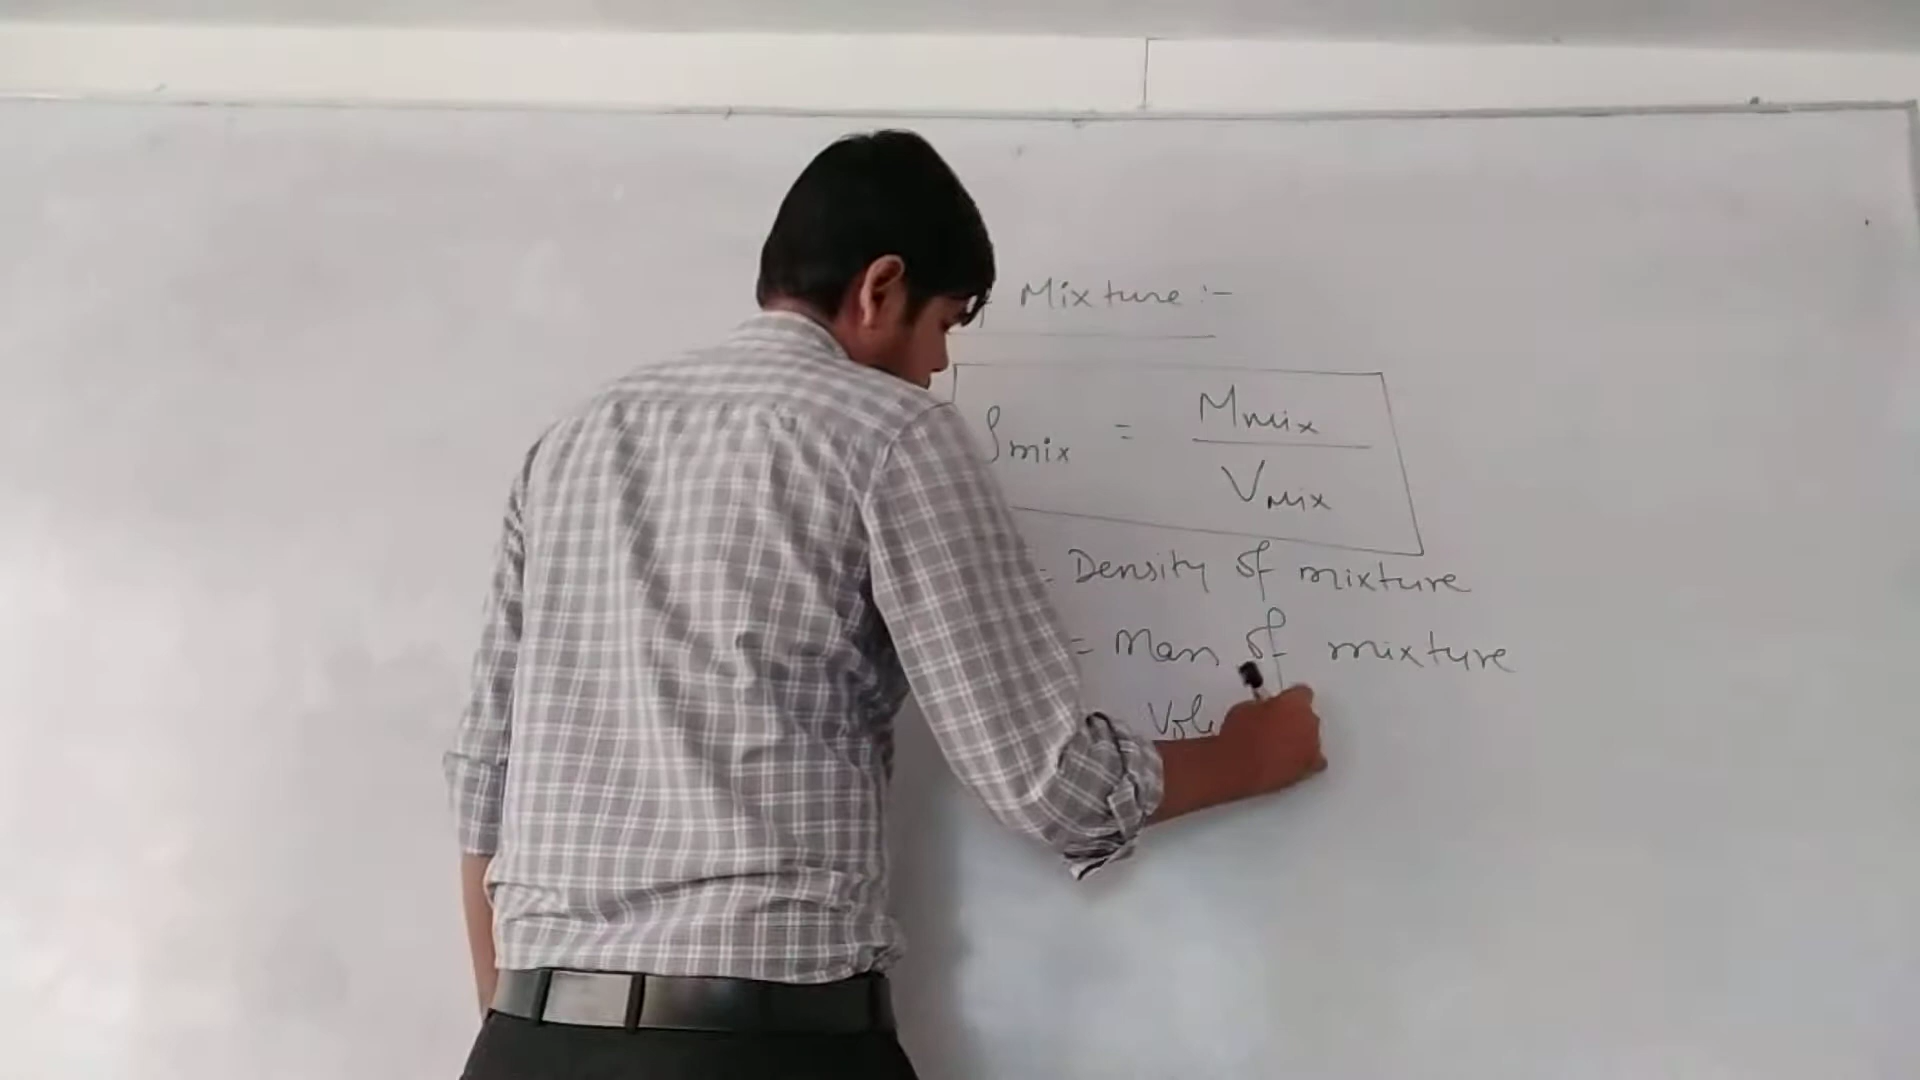 Mixture :-
ρmix = Mmix / Vmix
= Density of mixture
= Mass of mixture